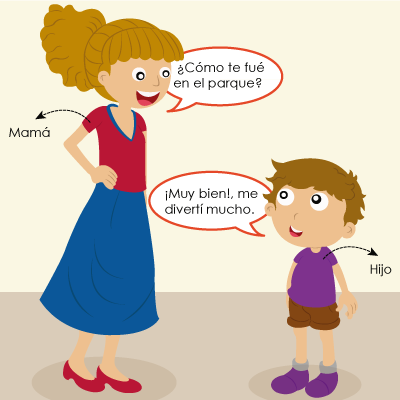 ¿Cómo te fué
en el parque?
Mamá
¡Muy bien!, me
divertí mucho.
Hijo